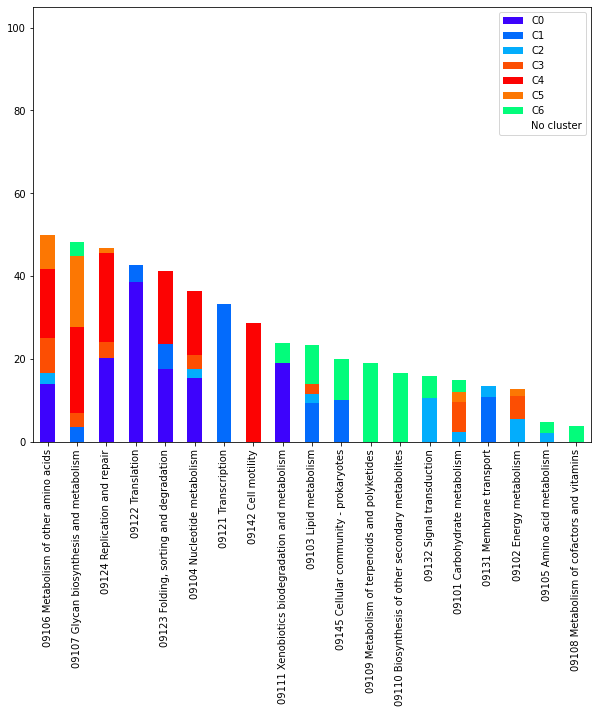 100
80
60
40
20
0
C0
C1
C2
C3
C4
C5
C6
No cluster
09106 Metabolism of other amino acids
09107 Glycan biosynthesis and metabolism
09124 Replication and repair
09122 Translation
09123 Folding, sorting and degradation
09104 Nucleotide metabolism
09121 Transcription
09142 Cell motility
09111 Xenobiotics biodegradation and metabolism
09103 Lipid metabolism
09145 Cellular community - prokaryotes
09109 Metabolism of terpenoids and polyketides
09110 Biosynthesis of other secondary metabolites
09132 Signal transduction
09101 Carbohydrate metabolism
09131 Membrane transport
09102 Energy metabolism
09105 Amino acid metabolism
09108 Metabolism of cofactors and vitamins